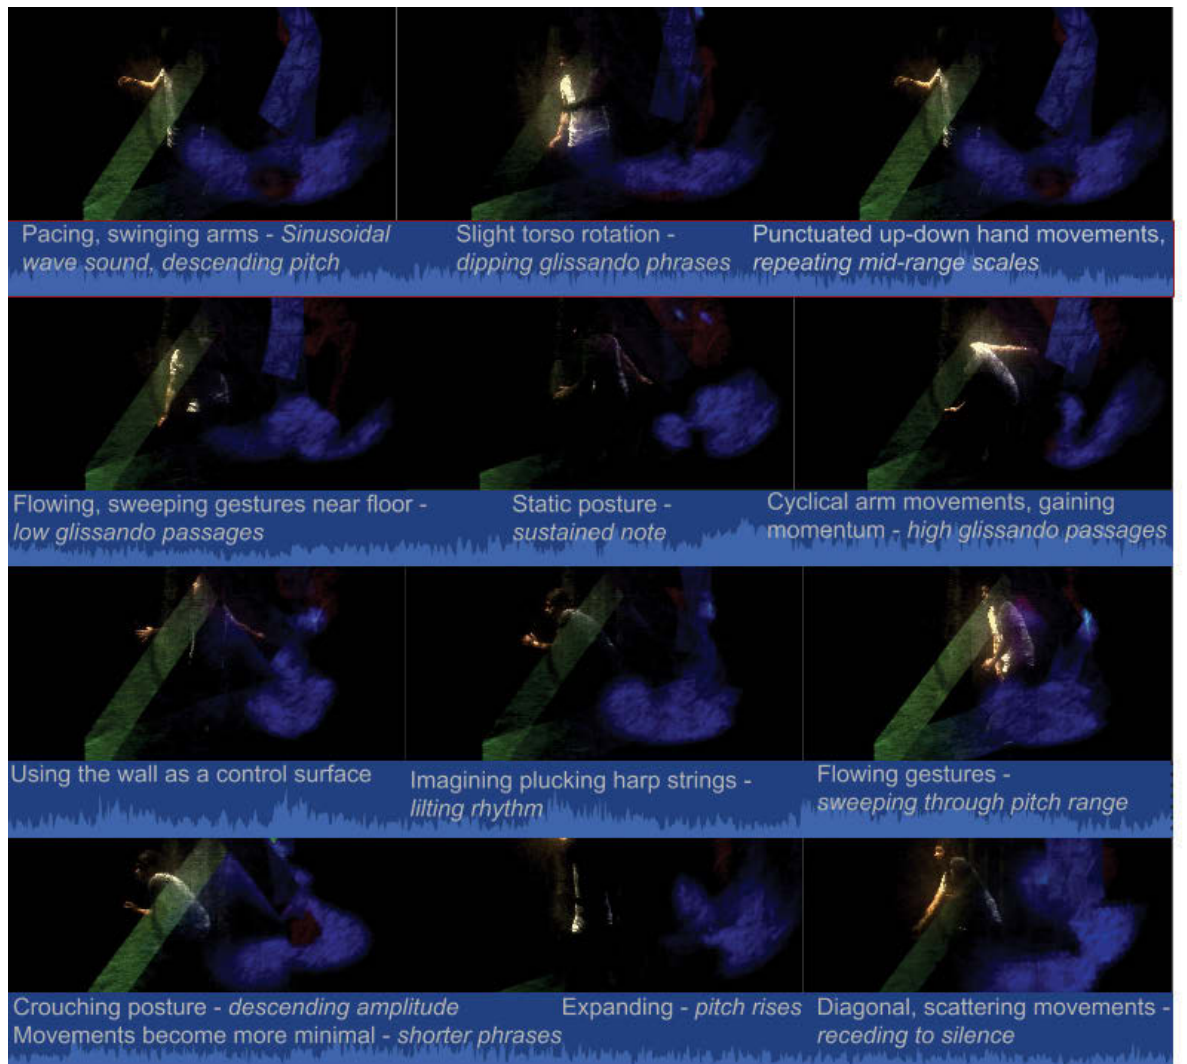 Pacing, swinging arms - Sinusoidal
wave sound, descending pitch
Slight torso rotation -
dipping glissando phrases
Punctuated up-down hand movements,
repeating mid-range scales
Flowing, sweeping gestures near floor -
low glissando passages
Static posture -
sustained note
Cyclical arm movements, gaining
momentum - high glissando passages
Using the wall as a control surface
Imagining plucking harp strings -
lilting rhythm
Flowing gestures -
sweeping through pitch range
Crouching posture - descending amplitude
Movements become more minimal - shorter phrases
Expanding - pitch rises
Diagonal, scattering movements -
receding to silence